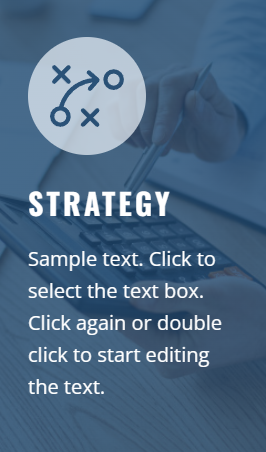 STRATEGY
Sample text. Click to
select the text box.
Click again or double
click to start editing
the text.